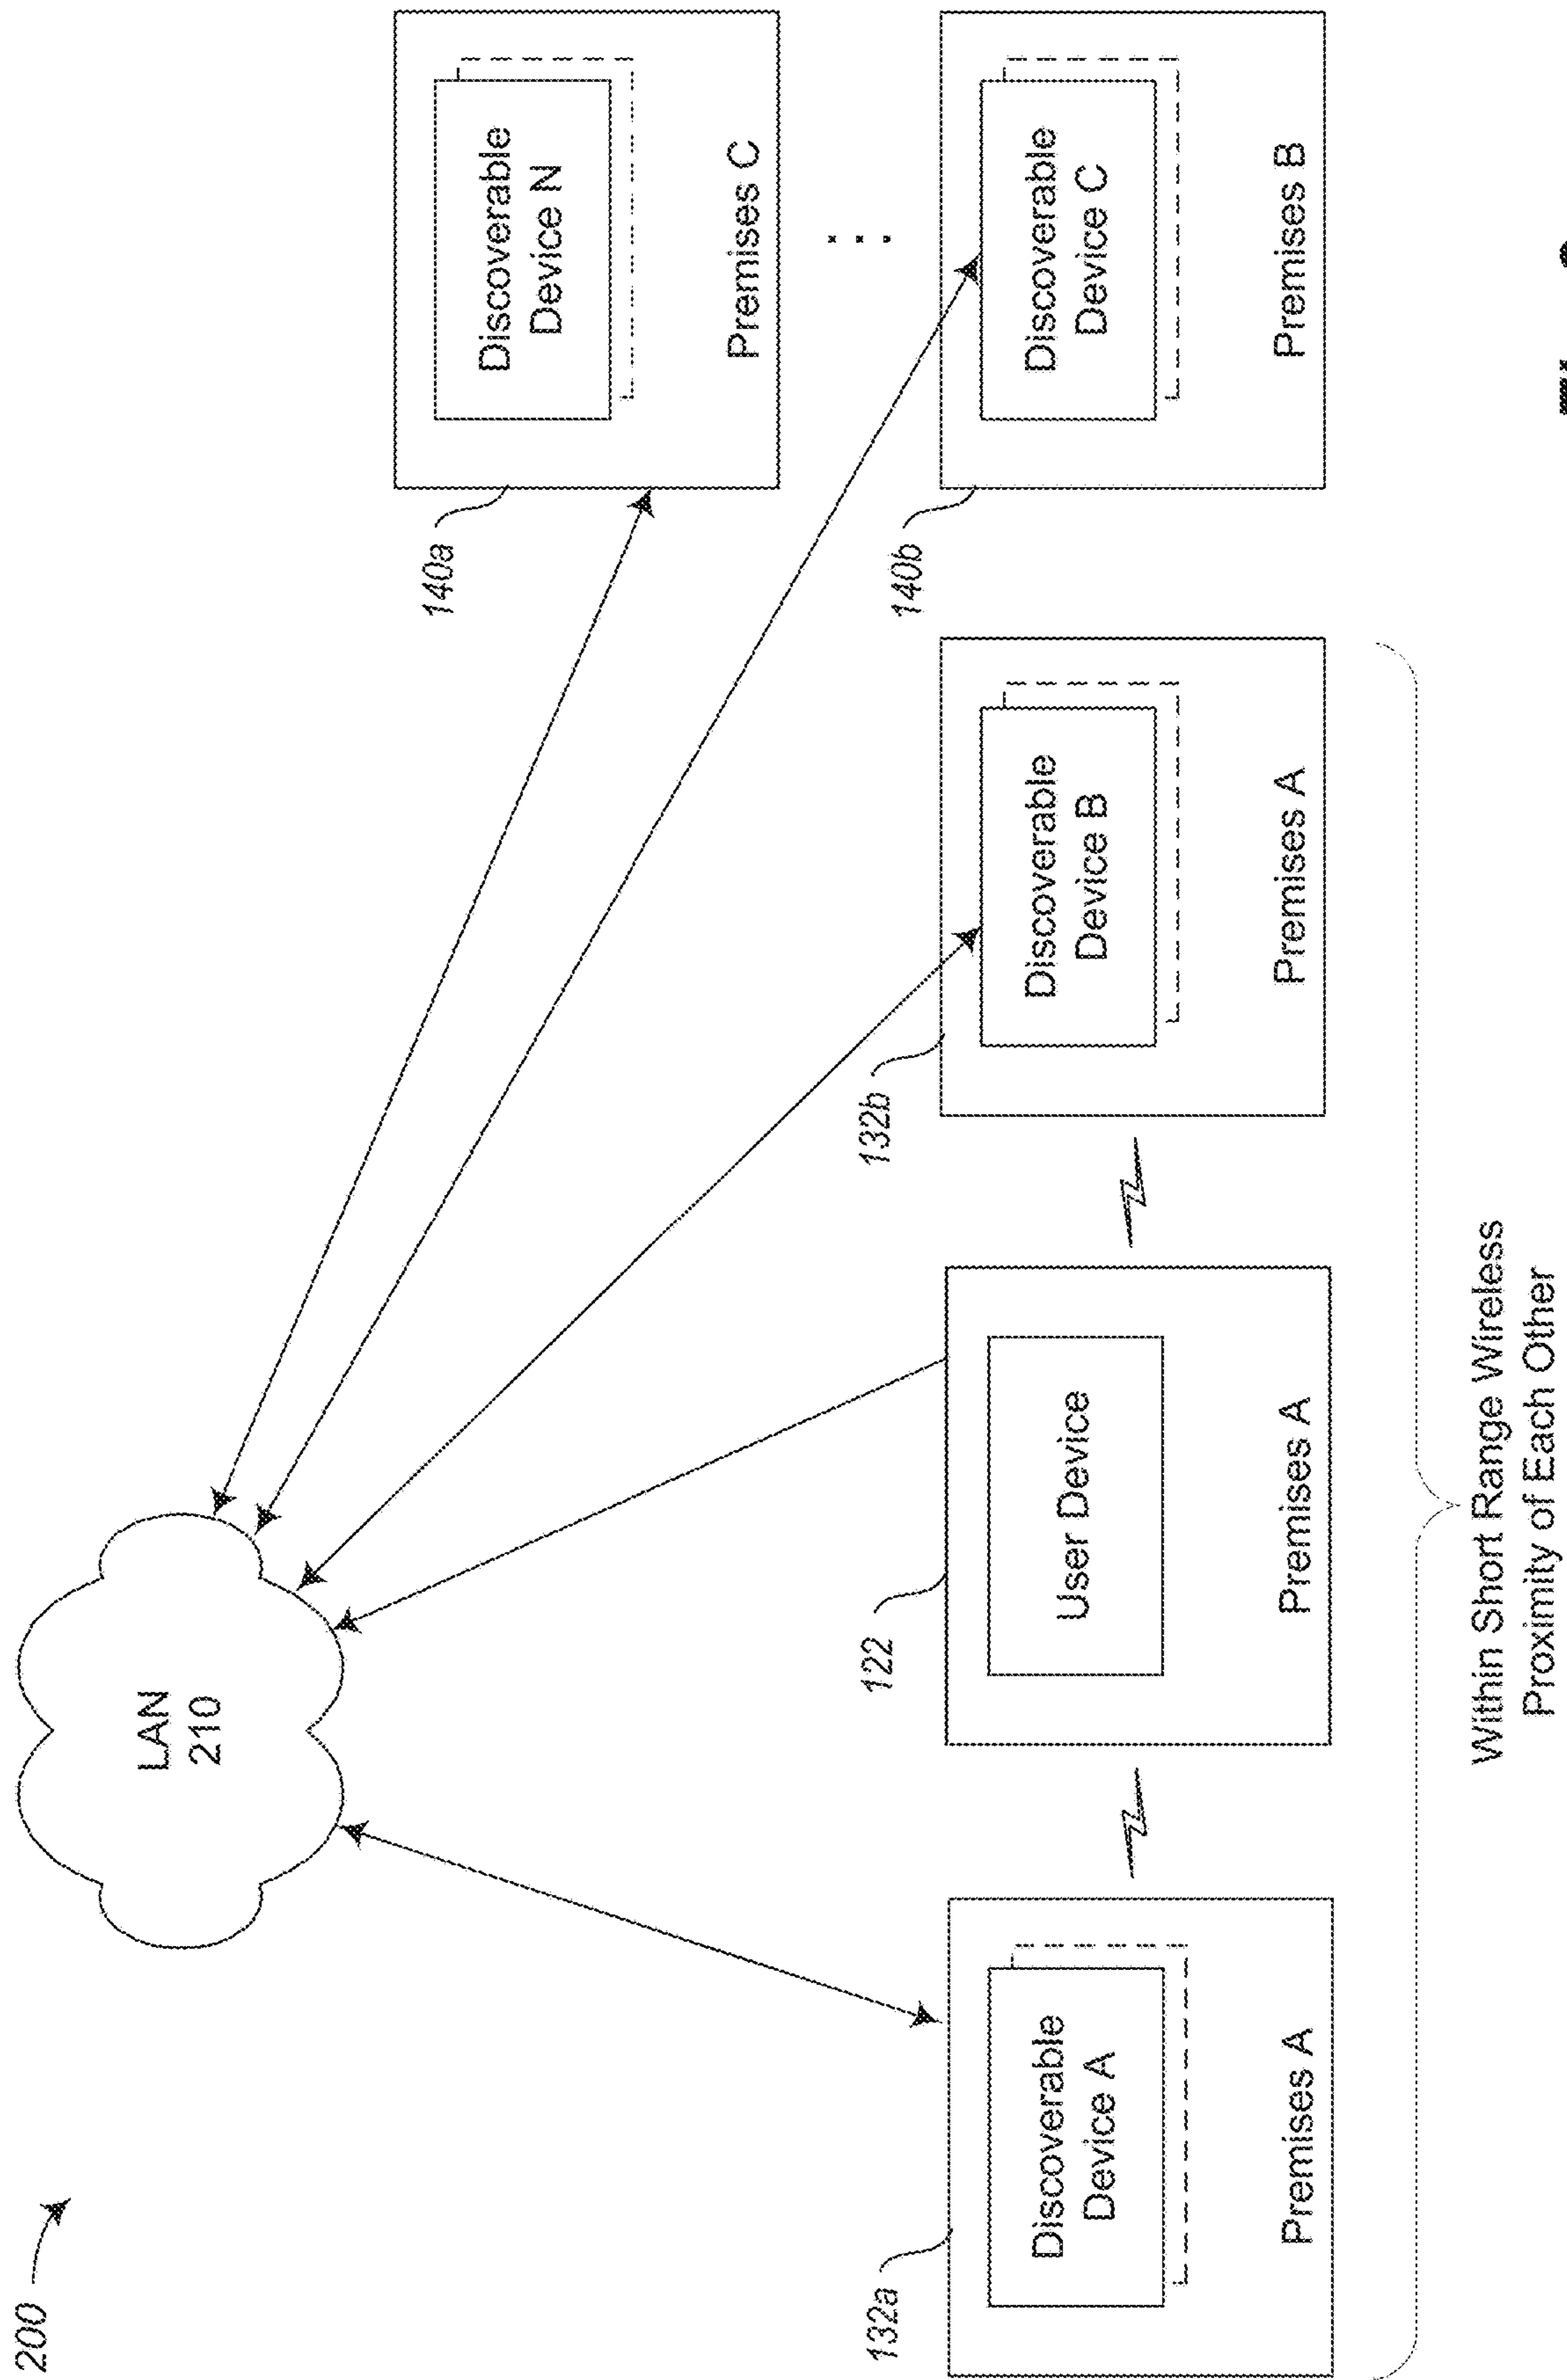 200
LAN
210
140a
Discoverable
Device N
Premises C
132a
Discoverable
Device A
Premises A
122
User Device
Premises A
132b
Discoverable
Device B
Premises A
140b
Discoverable
Device C
Premises B
Within Short Range Wireless
Proximity of Each Other